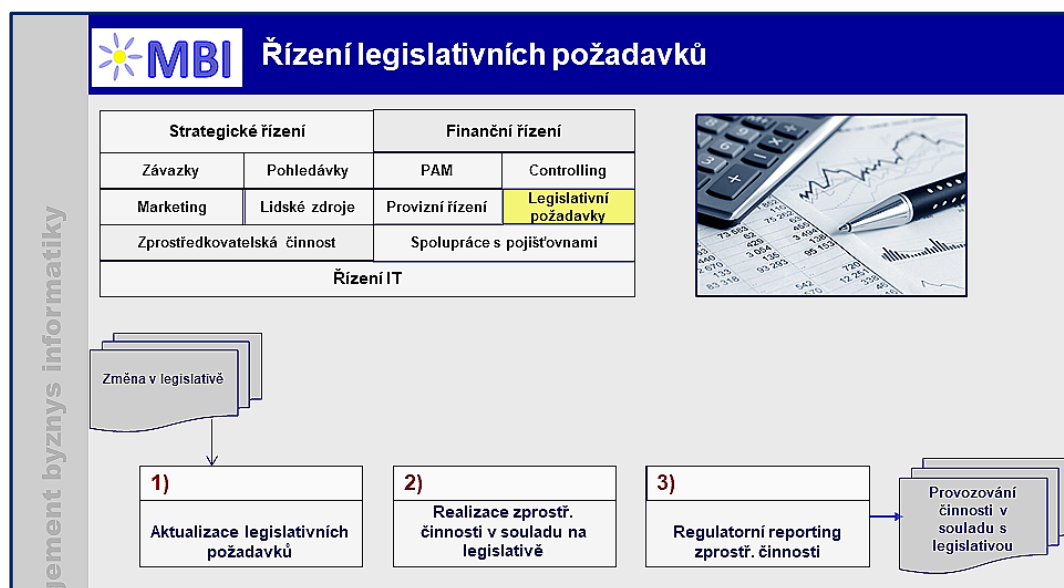 MBI
Řízení legislativních požadavků
Strategické řízení
Finanční řízení
Závazky
Pohledávky
PAM
Controlling
Marketing
Lidské zdroje
Provizní řízení
Legislativní
požadavky
Zprostředkovatelská činnost
Spolupráce s pojišťovnami
Řízení IT
gement byznys informatiky
Změna v legislativě
1)
Aktualizace legislativních
požadavků
2)
Realizace zprostř.
činnosti v souladu na
legislativě
3)
Regulatorní reporting
zprostř. činnosti
Provozování
činnosti v
souladu s
legislativou